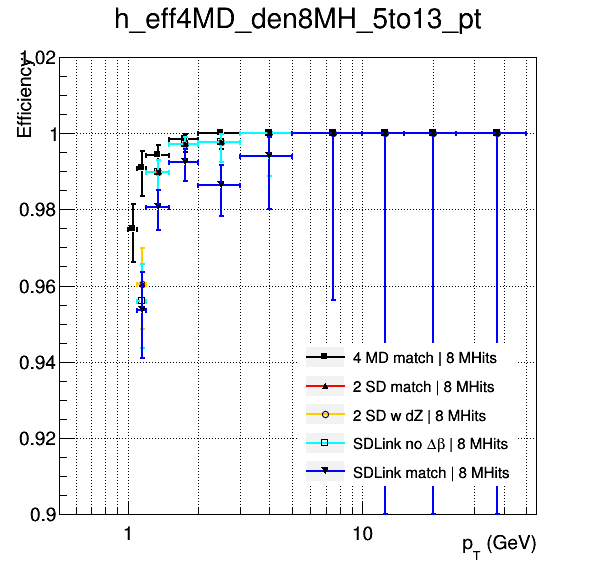 h_eff4MD_den8MH_5to13_pt
Efficiency
1.02
1
0.98
0.96
0.94
0.92
0.9
4 MD match | 8 MHits
2 SD match | 8 MHits
2 SD w dZ | 8 MHits
SDLink no Δβ | 8 MHits
SDLink match | 8 MHits
1
10
p_T (GeV)